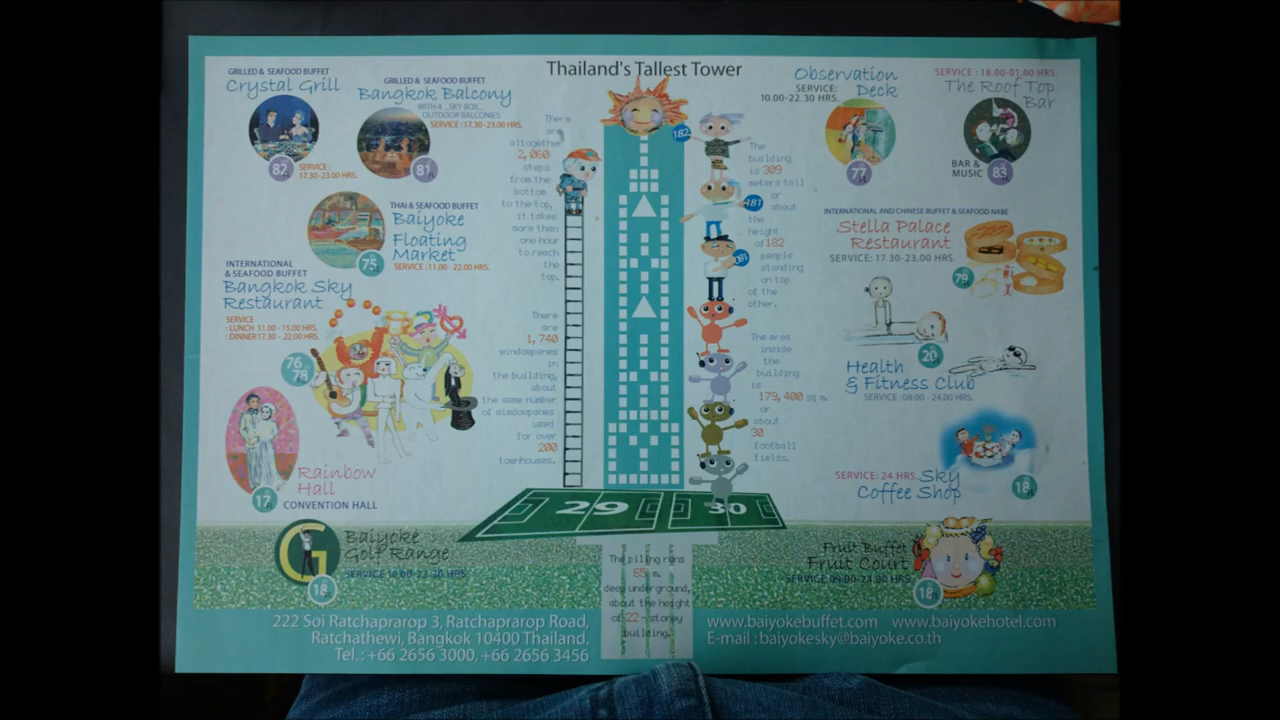 Thailand's Tallest Tower
GRILLED & SEAFOOD BUFFET
Crystal Grill
82
SERVICE :
17.30-23.00 HRS.
GRILLED & SEAFOOD BUFFET
Bangkok Balcony
WITH 4...SKY BOX...
OUTDOOR BALCONIES
SERVICE : 17.30-23.00 HRS.
81
THAI & SEAFOOD BUFFET
Baiyoke
Floating
Market
SERVICE : 11.00 - 22.00 HRS.
75
INTERNATIONAL
& SEAFOOD BUFFET
Bangkok Sky
Restaurant
SERVICE
: LUNCH 11.00 - 15.00 HRS.
: DINNER 17.30 - 22.00 HRS.
76
78
Rainbow
Hall
17
CONVENTION HALL
G
Baiyoke
Golf Range
SERVICE 10.00-23.30 HRS.
18
There
are
altogether
2,060
steps
from the
bottom
to the top,
it takes
more than
one hour
to reach
the
top.
There
are
1,740
windowpanes
in
the building,
about
the same number
of windowpanes
used
for over
200
townhouses.
182
181
081
The
building
is 309
meters tall
or
about
the
height
of 182
people
standing
on top
of the
other.
The area
inside
the
building
is
179,400 sq m.
or
about
30
football
fields.
29
30
The piling runs
65 m.
deep underground,
about the height
of 22-storey
building.
Observation
Deck
SERVICE:
10.00-22.30 HRS.
77
SERVICE : 18.00-01.00 HRS.
The Roof Top
Bar
BAR &
MUSIC
83
INTERNATIONAL AND CHINESE BUFFET & SEAFOOD NABE
Stella Palace
Restaurant
SERVICE: 17.30-23.00 HRS.
79
20
Health
& Fitness Club
SERVICE : 08.00 - 24.00 HRS.
SERVICE: 24 HRS.
Sky
Coffee Shop
18
Fruit Buffet
Fruit Court
SERVICE 09.00-24.00 HRS.
18
222 Soi Ratchaprarop 3, Ratchaprarop Road,
Ratchathewi, Bangkok 10400 Thailand.
Tel. : +66 2656 3000, +66 2656 3456
www.baiyokebuffet.com www.baiyokehotel.com
E-mail : baiyokesky@baiyoke.co.th